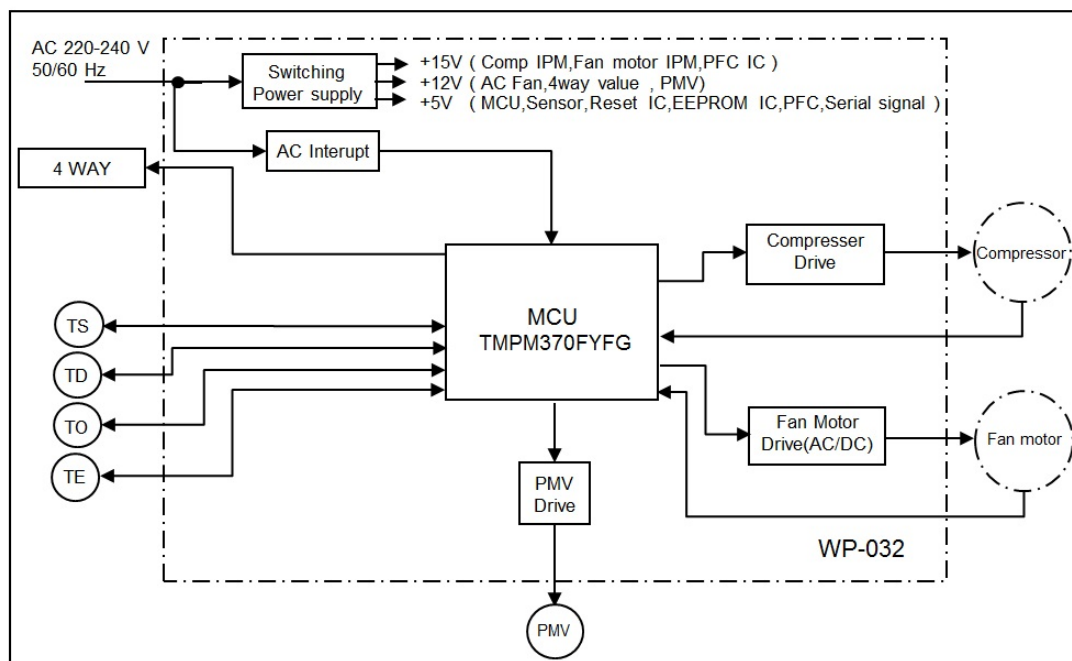 AC 220-240 V
50/60 Hz
Switching
Power supply
+15V ( Comp IPM,Fan motor IPM,PFC IC )
+12V ( AC Fan,4way value , PMV)
+5V ( MCU,Sensor,Reset IC,EEPROM IC,PFC,Serial signal )
AC Interupt
4 WAY
Compresser
Drive
Compressor
MCU
TMPM370FYFG
TS
TD
TO
TE
Fan Motor
Drive(AC/DC)
Fan motor
PMV
Drive
WP-032
PMV